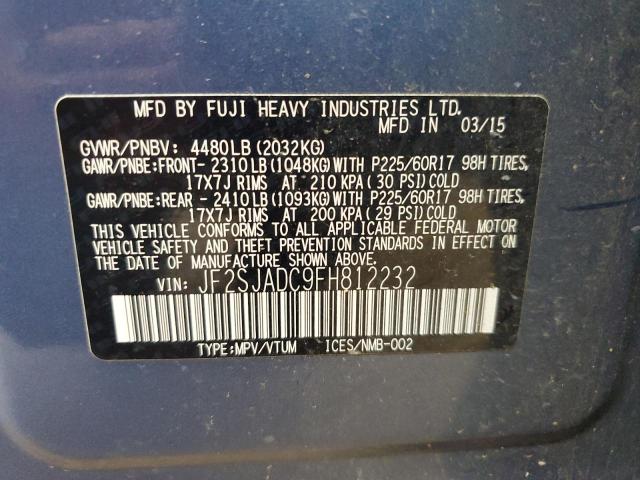 MFD BY FUJI HEAVY INDUSTRIES LTD.
MFD IN 03/15
GVWR/PNBV: 4480LB (2032KG)
GAWR/PNBE:FRONT- 2310LB (1048KG) WITH P225/60R17 98H TIRES,
17X7J RIMS AT 210 KPA ( 30 PSI) COLD
GAWR/PNBE:REAR - 2410LB (1093KG) WITH P225/60R17 98H TIRES,
17X7J RIMS AT 200 KPA ( 29 PSI) COLD
THIS VEHICLE CONFORMS TO ALL APPLICABLE FEDERAL MOTOR
VEHICLE SAFETY AND THEFT PREVENTION STANDARDS IN EFFECT
ON THE DATE OF MANUFACTURE SHOWN ABOVE.
VIN: JF2SJADC9FH812232
TYPE:MPV/VTUM ICES/NMB-002